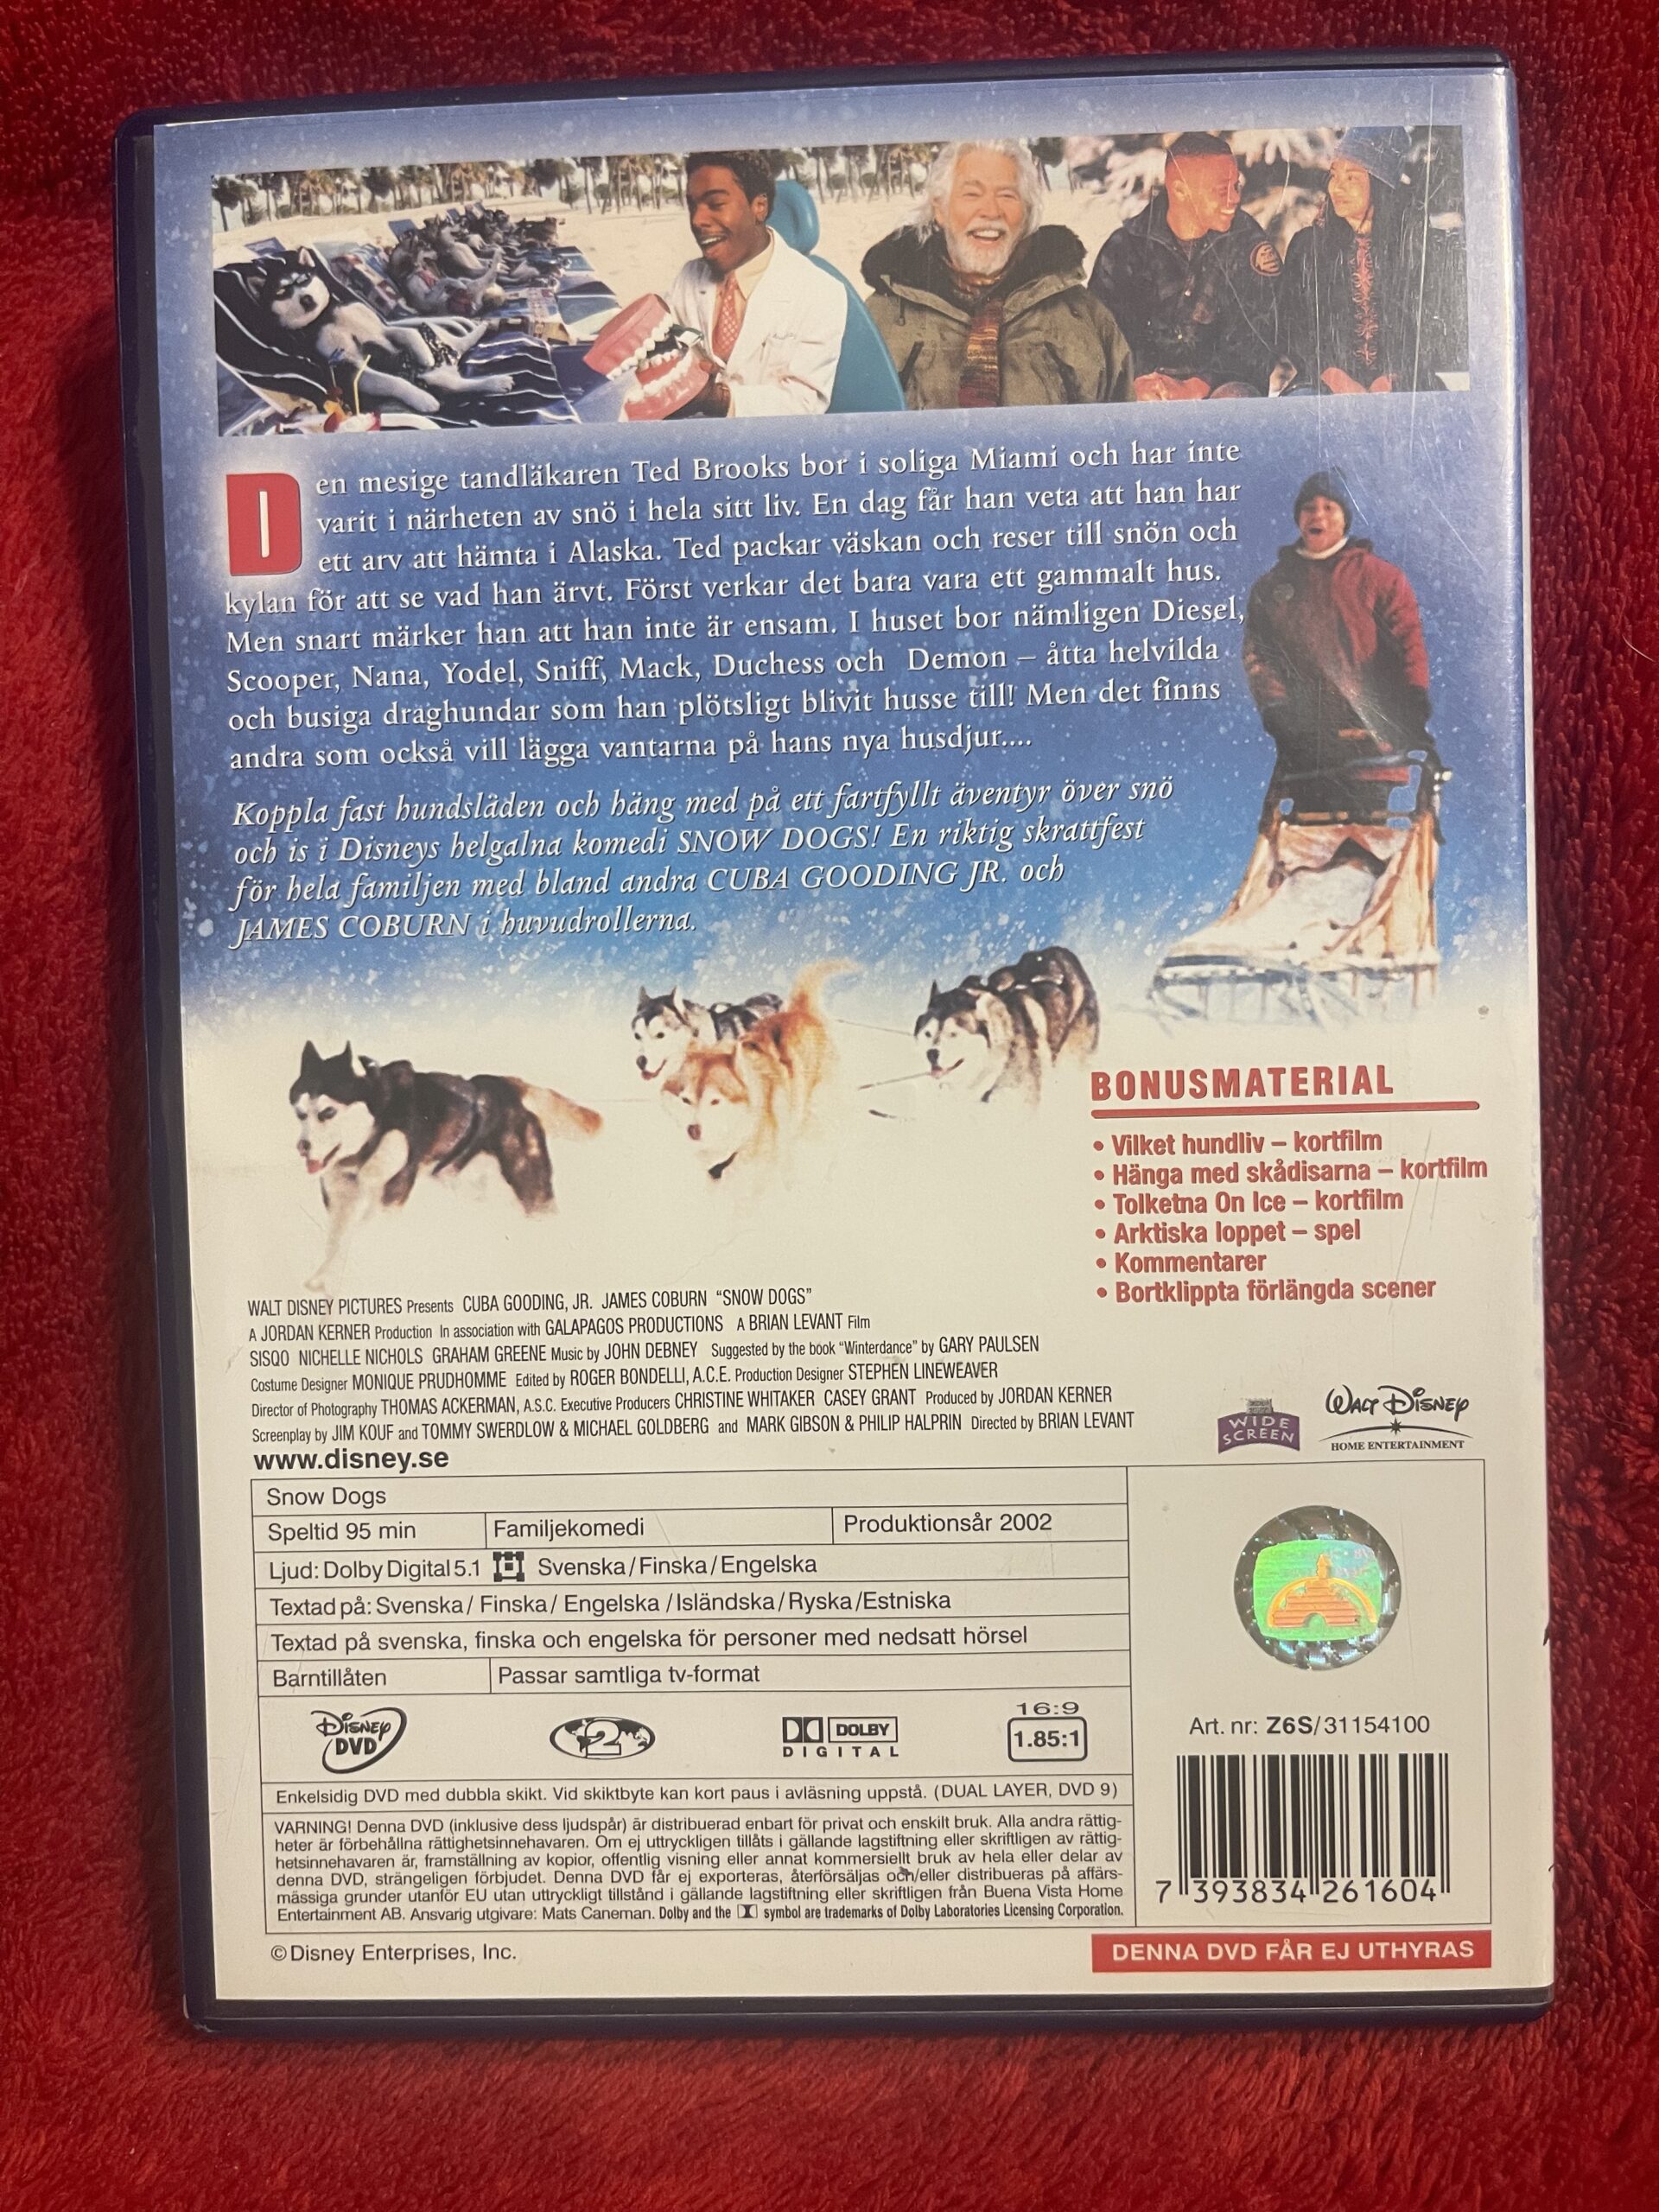 Den mesige tandläkaren Ted Brooks bor i soliga Miami och har inte
varit i närheten av snö i hela sitt liv. En dag får han veta att han har
ett arv att hämta i Alaska. Ted packar väskan och reser till snön och
kylan för att se vad han ärvt. Först verkar det bara vara ett gammalt hus.
Men snart märker han att han inte är ensam. I huset bor nämligen Diesel,
Scooper, Nana, Yodel, Sniff, Mack, Duchess och Demon – åtta helvilda
och busiga draghundar som han plötsligt blivit husse till! Men det finns
andra som också vill lägga vantarna på hans nya husdjur....
Koppla fast hundsläden och häng med på ett fartfyllt äventyr över snö
och is i Disneys helgalna komedi SNOW DOGS! En riktig skrattfest
för hela familjen med bland andra CUBA GOODING JR. och
JAMES COBURN i huvudrollerna.
BONUSMATERIAL
• Vilket hundliv – kortfilm
• Hänga med skådisarna – kortfilm
• Tolketna On Ice – kortfilm
• Arktiska loppet – spel
• Kommentarer
• Bortklippta förlängda scener
WALT DISNEY PICTURES Presents CUBA GOODING, JR. JAMES COBURN "SNOW DOGS"
A JORDAN KERNER Production In association with GALAPAGOS PRODUCTIONS A BRIAN LEVANT Film
SISQO NICHELLE NICHOLS GRAHAM GREENE Music by JOHN DEBNEY Suggested by the book "Winterdance" by GARY PAULSEN
Costume Designer MONIQUE PRUDHOMME Edited by ROGER BONDELLI, A.C.E. Production Designer STEPHEN LINEWEAVER
Director of Photography THOMAS ACKERMAN, A.S.C. Executive Producers CHRISTINE WHITAKER CASEY GRANT Produced by JORDAN KERNER
Screenplay by JIM KOUF and TOMMY SWERDLOW & MICHAEL GOLDBERG and MARK GIBSON & PHILIP HALPRIN Directed by BRIAN LEVANT
www.disney.se
WIDE
SCREEN
WALT DISNEY
HOME ENTERTAINMENT
Snow Dogs
Speltid 95 min Familjekomedi Produktionsår 2002
Ljud: Dolby Digital 5.1 Svenska/Finska/Engelska
Textad på: Svenska/ Finska/ Engelska /Isländska/Ryska/Estniska
Textad på svenska, finska och engelska för personer med nedsatt hörsel
Barntillåten Passar samtliga tv-format
DISNEY
DVD
2
DOLBY
DIGITAL
16:9
1.85:1
Enkelsidig DVD med dubbla skikt. Vid skiktbyte kan kort paus i avläsning uppstå. (DUAL LAYER, DVD 9)
VARNING! Denna DVD (inklusive dess ljudspår) är distribuerad enbart för privat och enskilt bruk. Alla andra rättig-
heter är förbehållna rättighetsinnehavaren. Om ej uttryckligen tillåts i gällande lagstiftning eller skriftligen av rättig-
hetsinnehavaren är, framställning av kopior, offentlig visning eller annat kommersiellt bruk av hela eller delar av
denna DVD, strängeligen förbjudet. Denna DVD får ej exporteras, återförsäljas och/eller distribueras på affärs-
mässiga grunder utanför EU utan uttryckligt tillstånd i gällande lagstiftning eller skriftligen från Buena Vista Home
Entertainment AB. Ansvarig utgivare: Mats Caneman. Dolby and the symbol are trademarks of Dolby Laboratories Licensing Corporation.
Art. nr: Z6S/31154100
7 393834 261604
©Disney Enterprises, Inc.
DENNA DVD FÅR EJ UTHYRAS